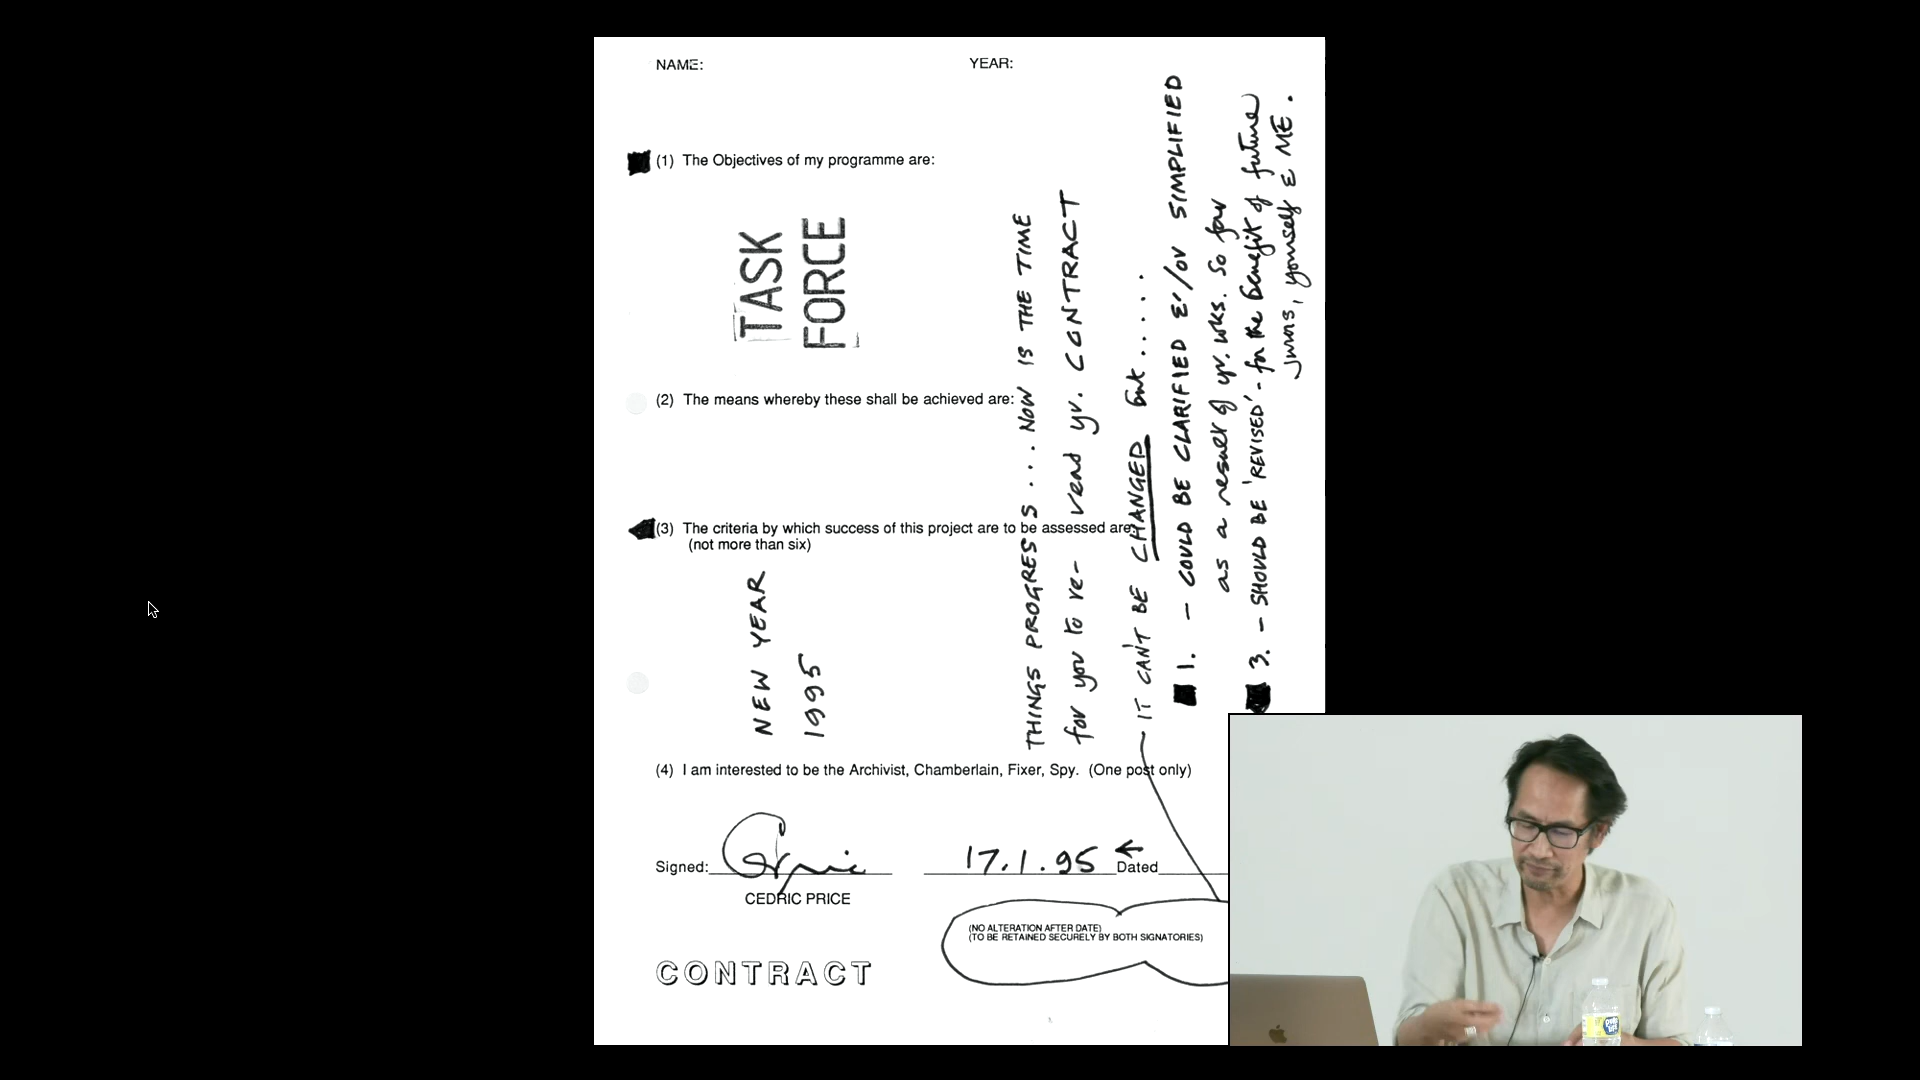 NAME:
YEAR:
(1) The Objectives of my programme are:
TASK
FORCE
(2) The means whereby these shall be achieved are:
(3) The criteria by which success of this project are to be assessed are:
(not more than six)
NEW YEAR
1995
THINGS PROGRESS .... NOW IS THE TIME
for you to re- read yr. CONTRACT
- IT CAN'T BE CHANGED but.....
1. - COULD BE CLARIFIED &/or SIMPLIFIED
as a result of yr. wks. so far
3. - SHOULD BE 'REVISED' - for the benefit of future
jurors, yourself & ME.
(4) I am interested to be the Archivist, Chamberlain, Fixer, Spy. (One post only)
Signed:
17.1.95 ← Dated
CEDRIC PRICE
(NO ALTERATION AFTER DATE)
(TO BE RETAINED SECURELY BY BOTH SIGNATORIES)
CONTRACT